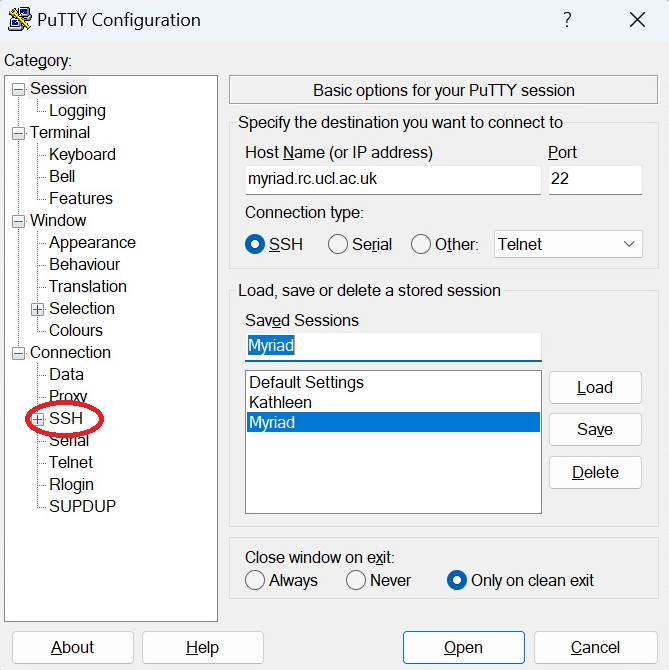 PuTTY Configuration
?
Category:
Session
Logging
Terminal
Keyboard
Bell
Features
Window
Appearance
Behaviour
Translation
Selection
Colours
Connection
Data
Proxy
SSH
Serial
Telnet
Rlogin
SUPDUP
Basic options for your PuTTY session
Specify the destination you want to connect to
Host Name (or IP address) Port
myriad.rc.ucl.ac.uk 22
Connection type:
SSH Serial Other: Telnet
Load, save or delete a stored session
Saved Sessions
Myriad
Default Settings
Kathleen
Myriad
Load
Save
Delete
Close window on exit:
Always Never Only on clean exit
About Help Open Cancel